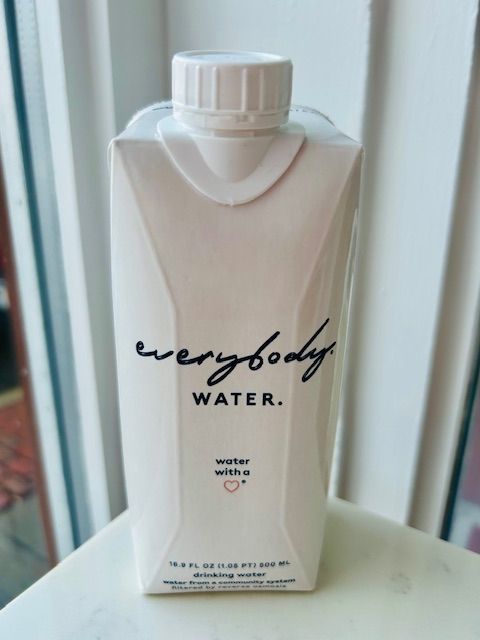 everybody.
WATER.
water
with a
♡®
16.9 FL OZ (1.05 PT) 500 ML
drinking water
water from a community system
filtered by reverse osmosis